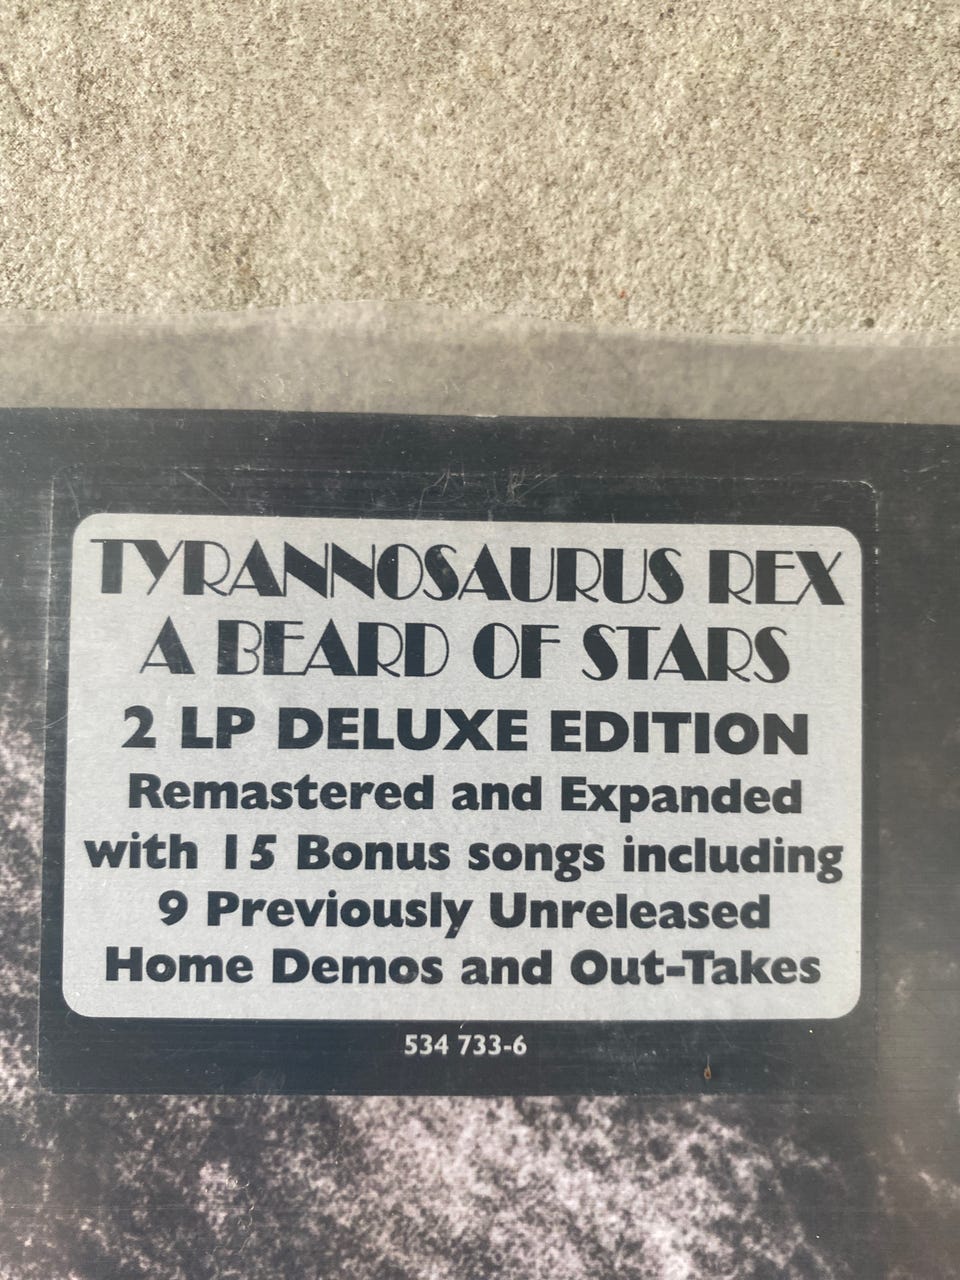 TYRANNOSAURUS REX
A BEARD OF STARS
2 LP DELUXE EDITION
Remastered and Expanded
with 15 Bonus songs including
9 Previously Unreleased
Home Demos and Out-Takes
534 733-6